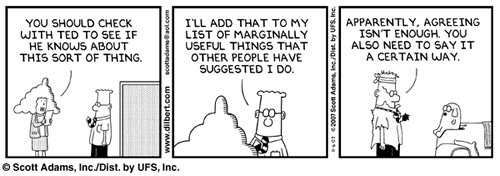 YOU SHOULD CHECK
WITH TED TO SEE IF
HE KNOWS ABOUT
THIS SORT OF THING.
www.dilbert.com scottadams@aol.com
I'LL ADD THAT TO MY
LIST OF MARGINALLY
USEFUL THINGS THAT
OTHER PEOPLE HAVE
SUGGESTED I DO.
©2007 Scott Adams, Inc./Dist. by UFS, Inc.
APPARENTLY, AGREEING
ISN'T ENOUGH. YOU
ALSO NEED TO SAY IT
A CERTAIN WAY.
© Scott Adams, Inc./Dist. by UFS, Inc.